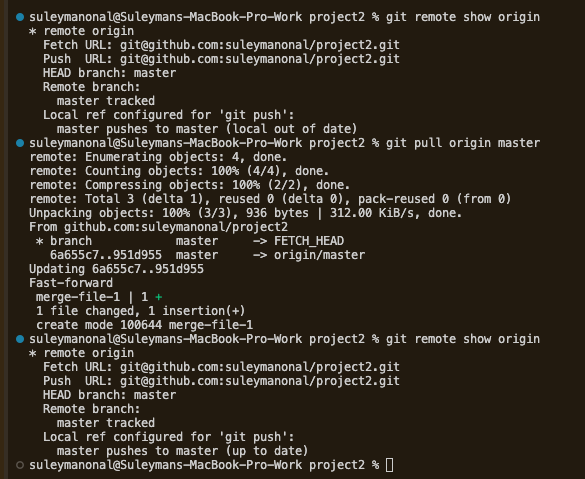 suleymanonal@Suleymans-MacBook-Pro-Work project2 % git remote show origin
* remote origin
  Fetch URL: git@github.com:suleymanonal/project2.git
  Push  URL: git@github.com:suleymanonal/project2.git
  HEAD branch: master
  Remote branch:
    master tracked
  Local ref configured for 'git push':
    master pushes to master (local out of date)
suleymanonal@Suleymans-MacBook-Pro-Work project2 % git pull origin master
remote: Enumerating objects: 4, done.
remote: Counting objects: 100% (4/4), done.
remote: Compressing objects: 100% (2/2), done.
remote: Total 3 (delta 1), reused 0 (delta 0), pack-reused 0 (from 0)
Unpacking objects: 100% (3/3), 936 bytes | 312.00 KiB/s, done.
From github.com:suleymanonal/project2
 * branch            master     -> FETCH_HEAD
   6a655c7..951d955  master     -> origin/master
Updating 6a655c7..951d955
Fast-forward
 merge-file-1 | 1 +
 1 file changed, 1 insertion(+)
 create mode 100644 merge-file-1
suleymanonal@Suleymans-MacBook-Pro-Work project2 % git remote show origin
* remote origin
  Fetch URL: git@github.com:suleymanonal/project2.git
  Push  URL: git@github.com:suleymanonal/project2.git
  HEAD branch: master
  Remote branch:
    master tracked
  Local ref configured for 'git push':
    master pushes to master (up to date)
suleymanonal@Suleymans-MacBook-Pro-Work project2 %